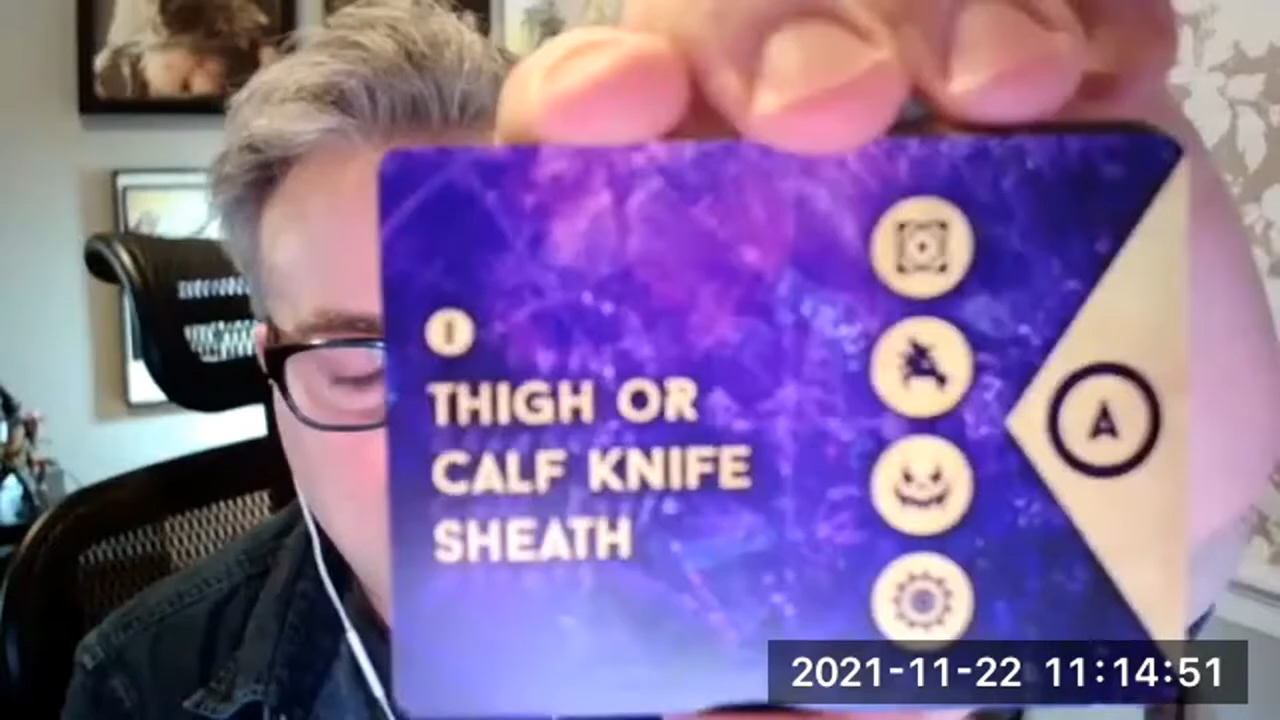 I
THIGH OR
CALF KNIFE
SHEATH
A
2021-11-22 11:14:51